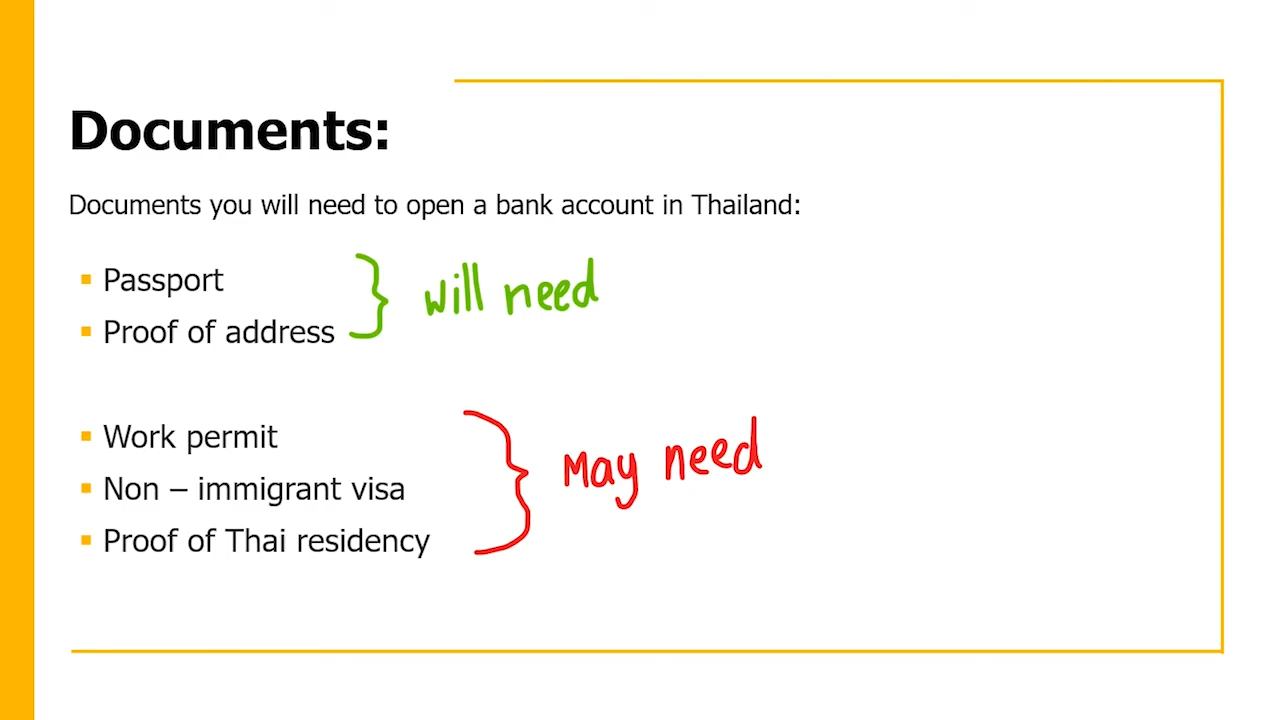 Documents:
Documents you will need to open a bank account in Thailand:
▪ Passport
▪ Proof of address
will need
▪ Work permit
▪ Non – immigrant visa
▪ Proof of Thai residency
May need